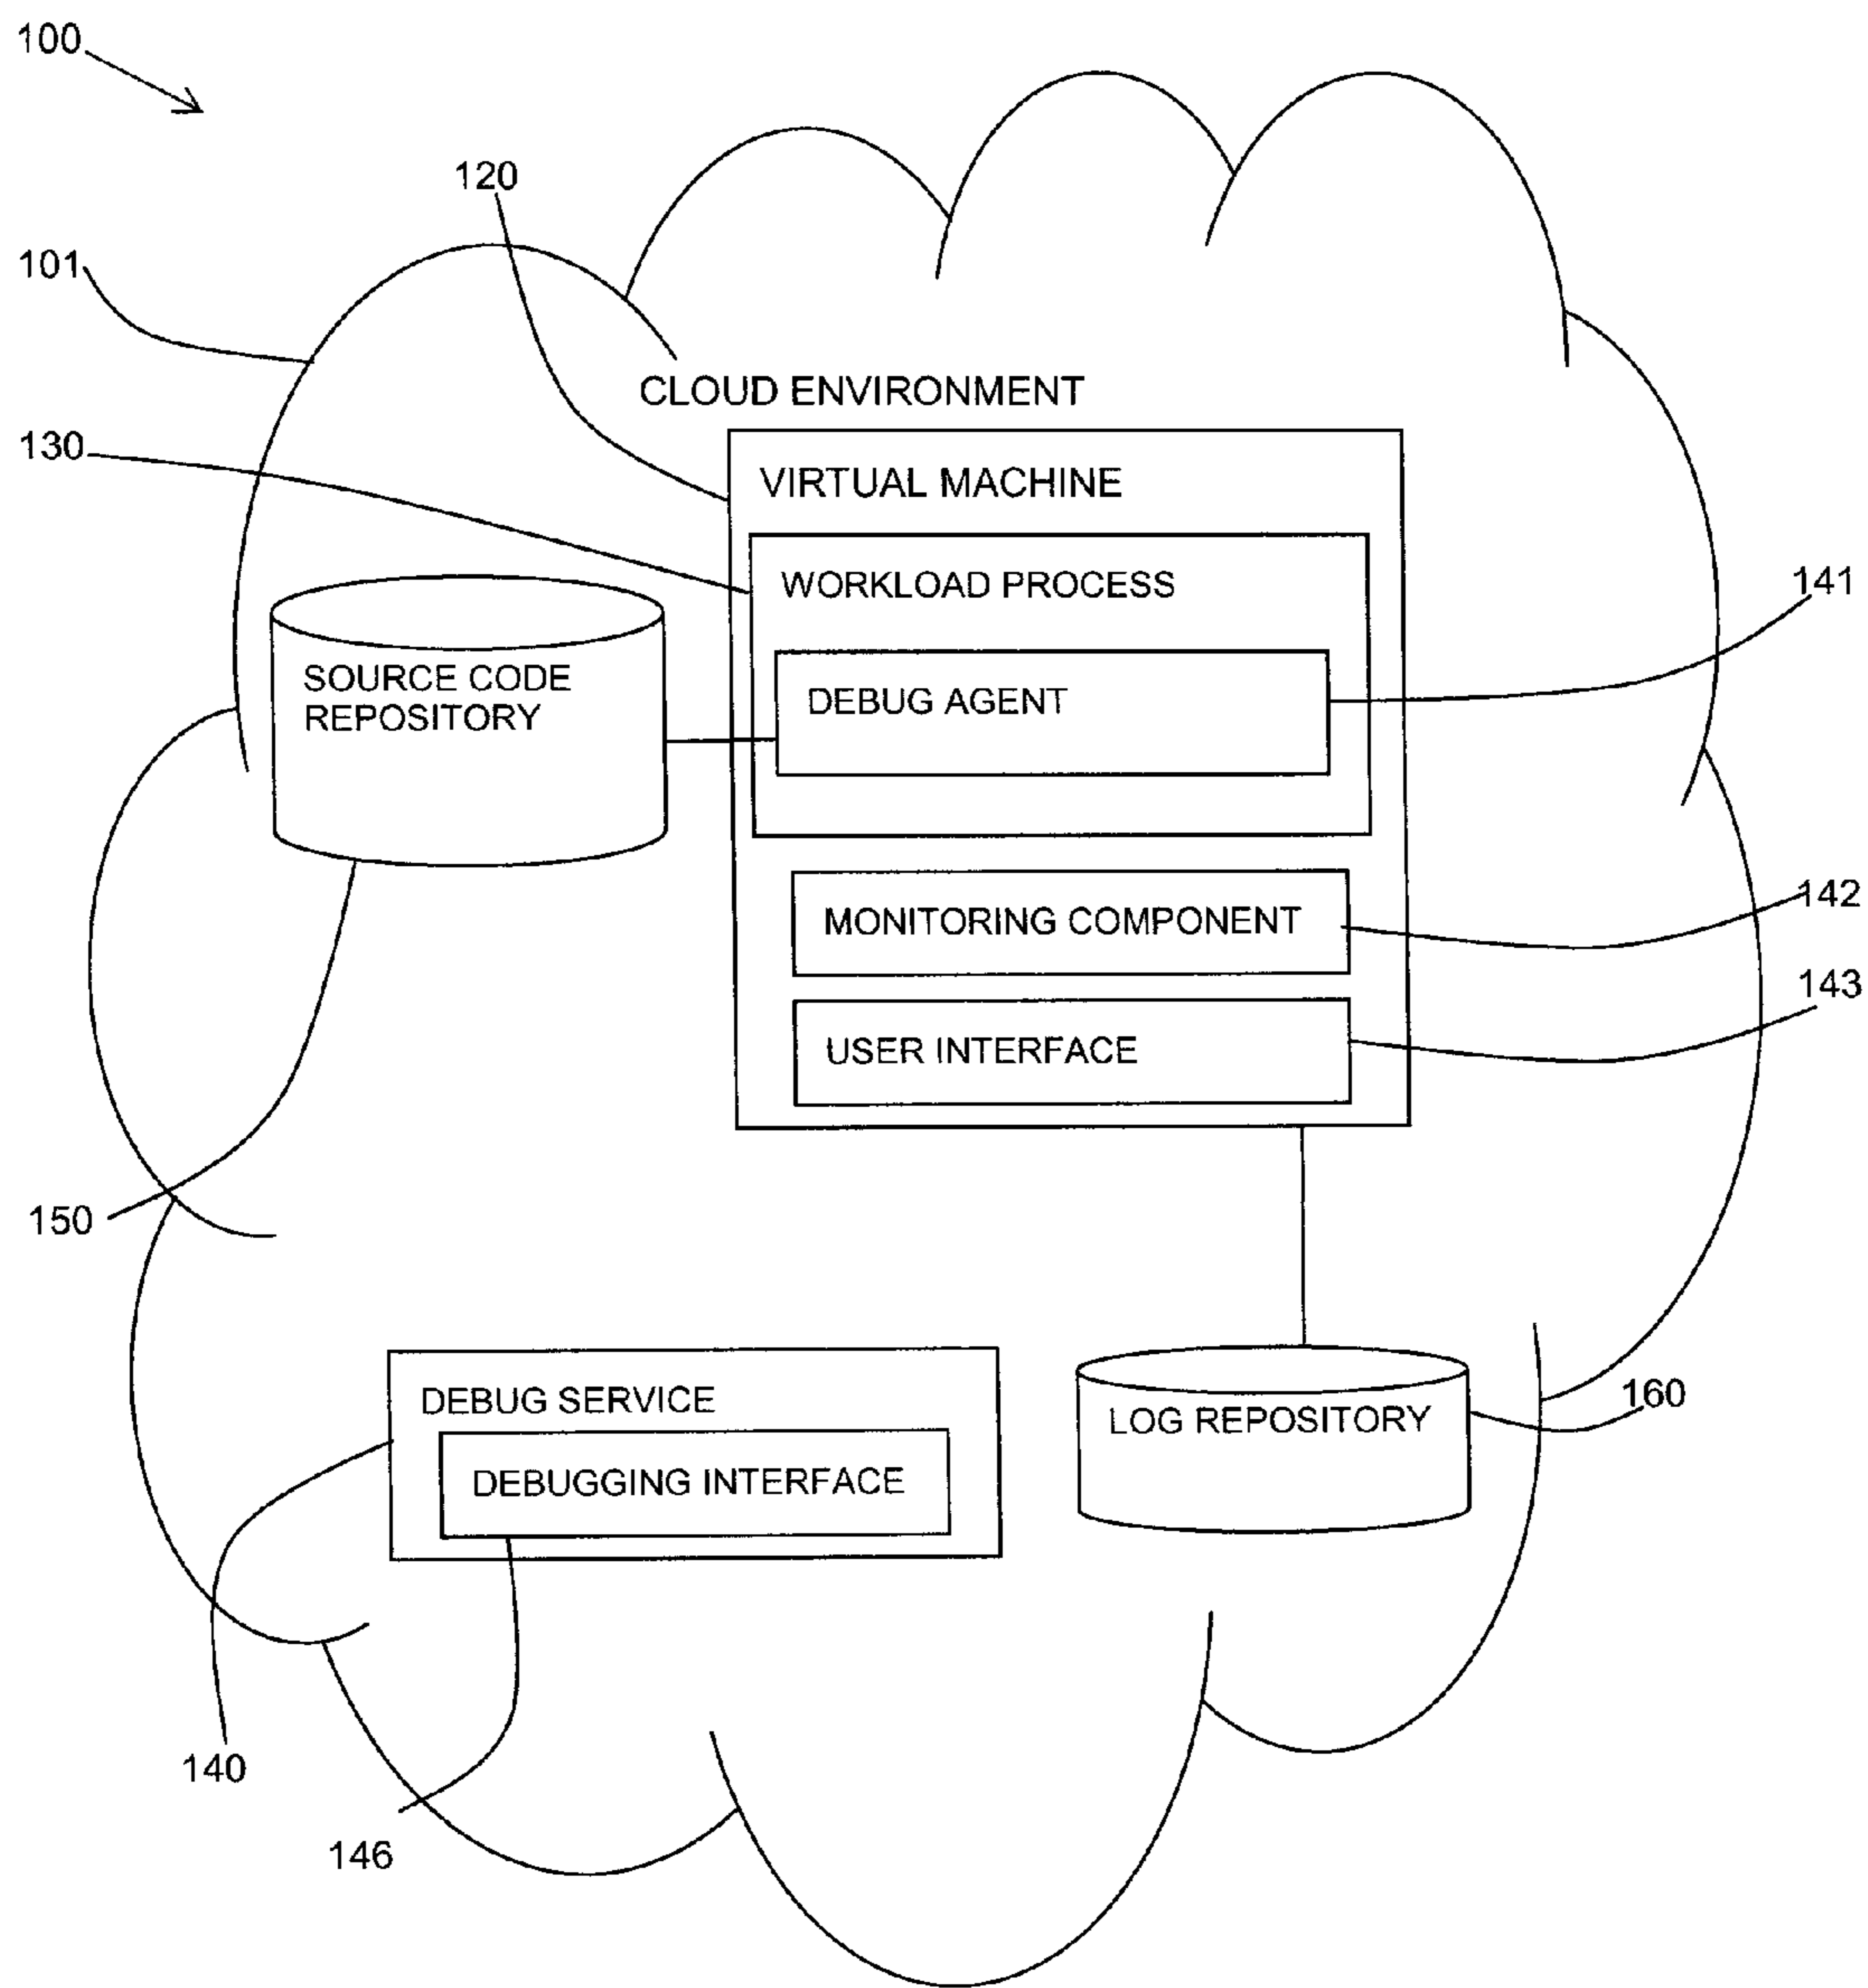 100
120
101
CLOUD ENVIRONMENT
130
VIRTUAL MACHINE
WORKLOAD PROCESS
141
SOURCE CODE
REPOSITORY
DEBUG AGENT
142
MONITORING COMPONENT
143
USER INTERFACE
150
DEBUG SERVICE
160
LOG REPOSITORY
DEBUGGING INTERFACE
140
146